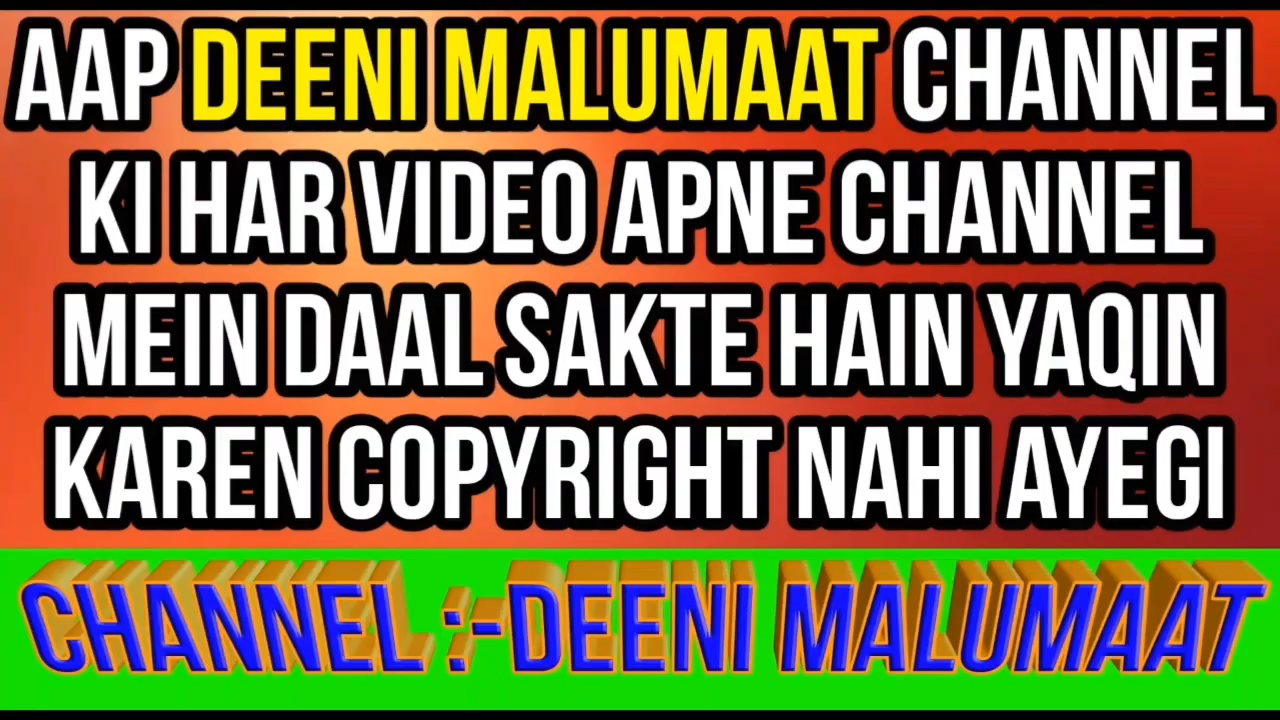 AAP DEENI MALUMAAT CHANNEL
KI HAR VIDEO APNE CHANNEL
MEIN DAAL SAKTE HAIN YAQIN
KAREN COPYRIGHT NAHI AYEGI
CHANNEL :-DEENI MALUMAAT